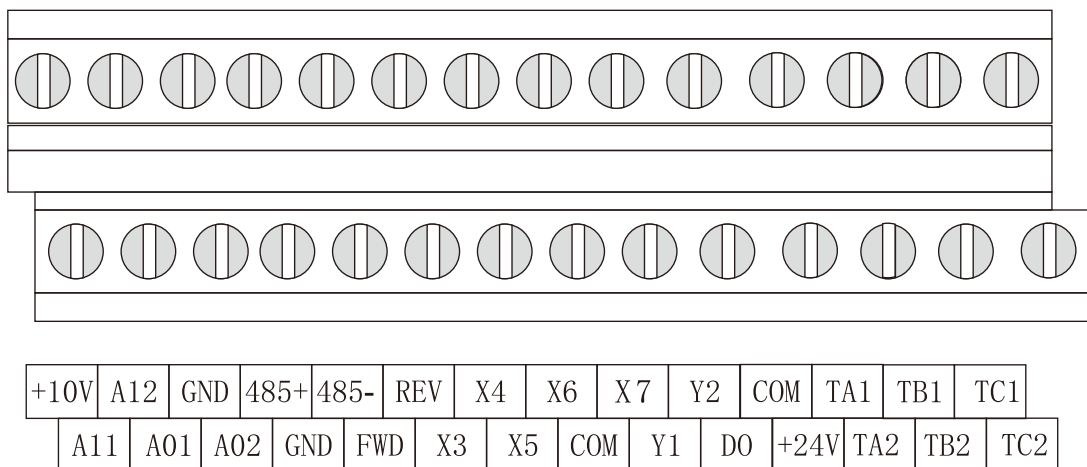 +10V A12 GND 485+ 485- REV X4 X6 X7 Y2 COM TA1 TB1 TC1
A11 A01 A02 GND FWD X3 X5 COM Y1 DO +24V TA2 TB2 TC2